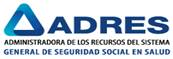 ADRES
ADMINISTRADORA DE LOS RECURSOS DEL SISTEMA
GENERAL DE SEGURIDAD SOCIAL EN SALUD